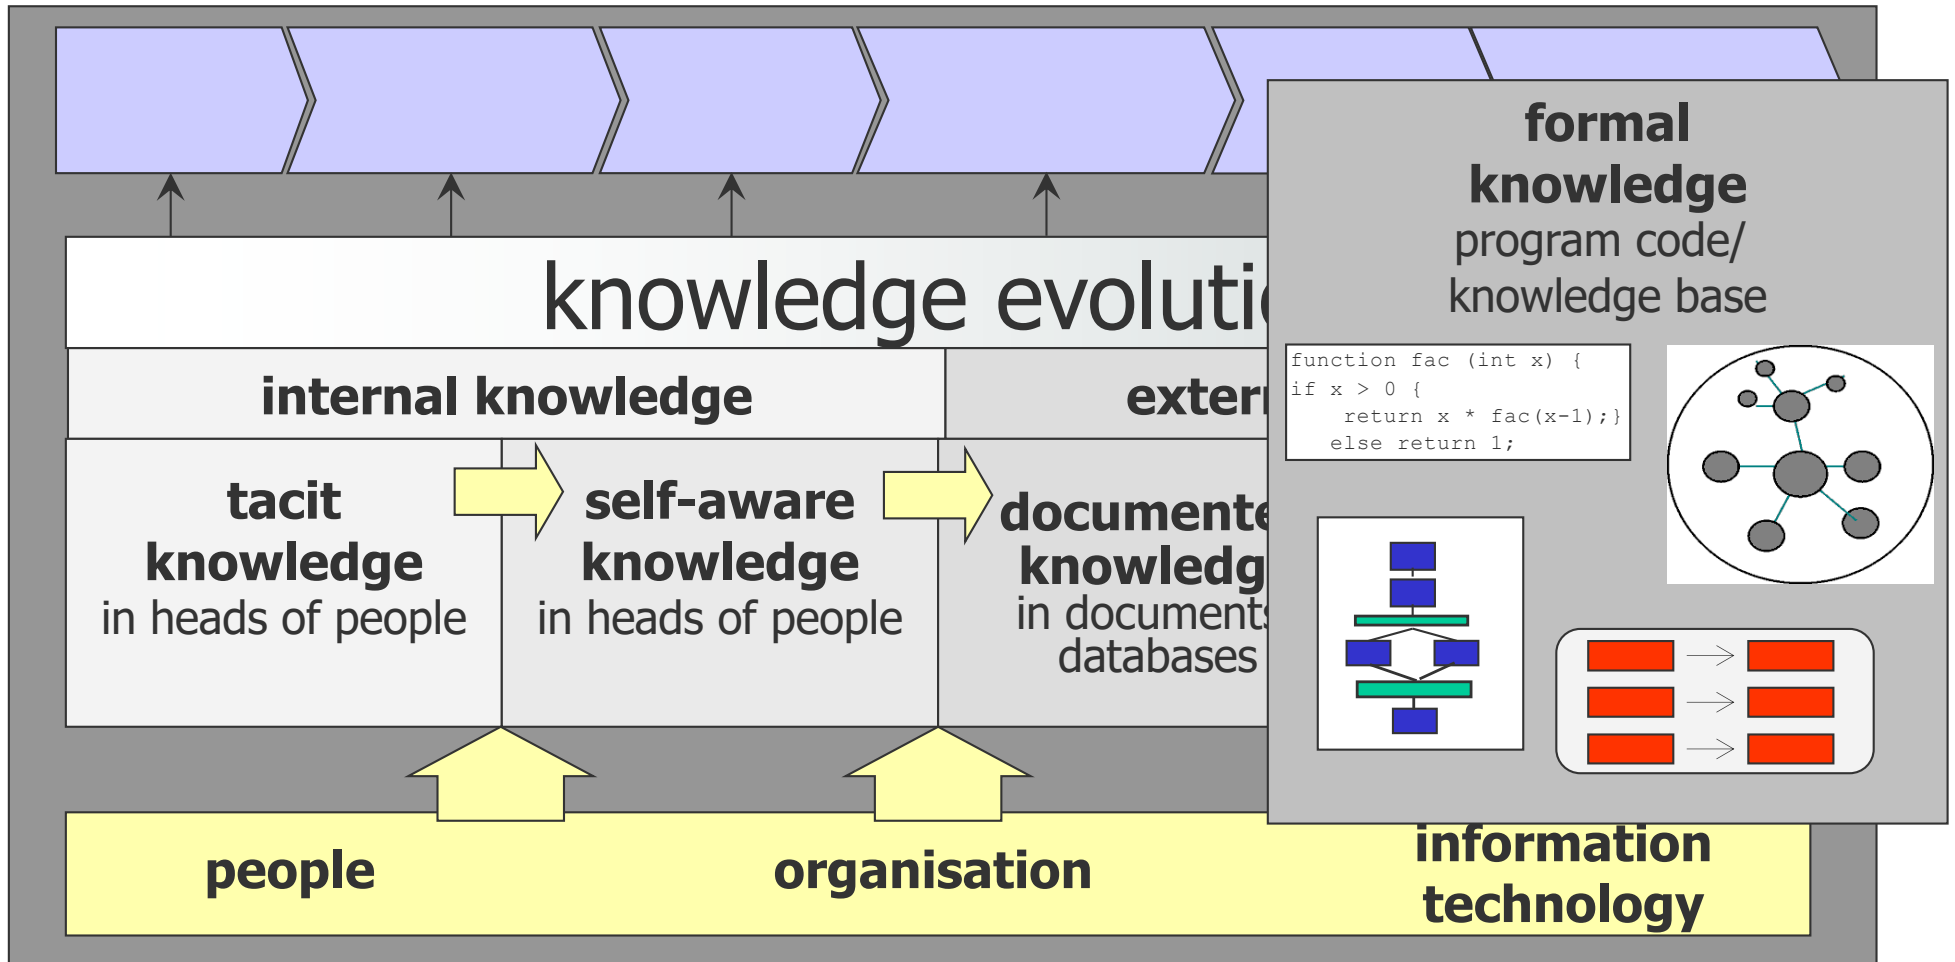 formal
knowledge
program code/
knowledge base
knowledge evoluti
internal knowledge
extern
function fac (int x) {
if x > 0 {
return x * fac(x-1);}
else return 1;
tacit
knowledge
in heads of people
self-aware
knowledge
in heads of people
documente
knowledg
in documents
databases
people
organisation
information
technology